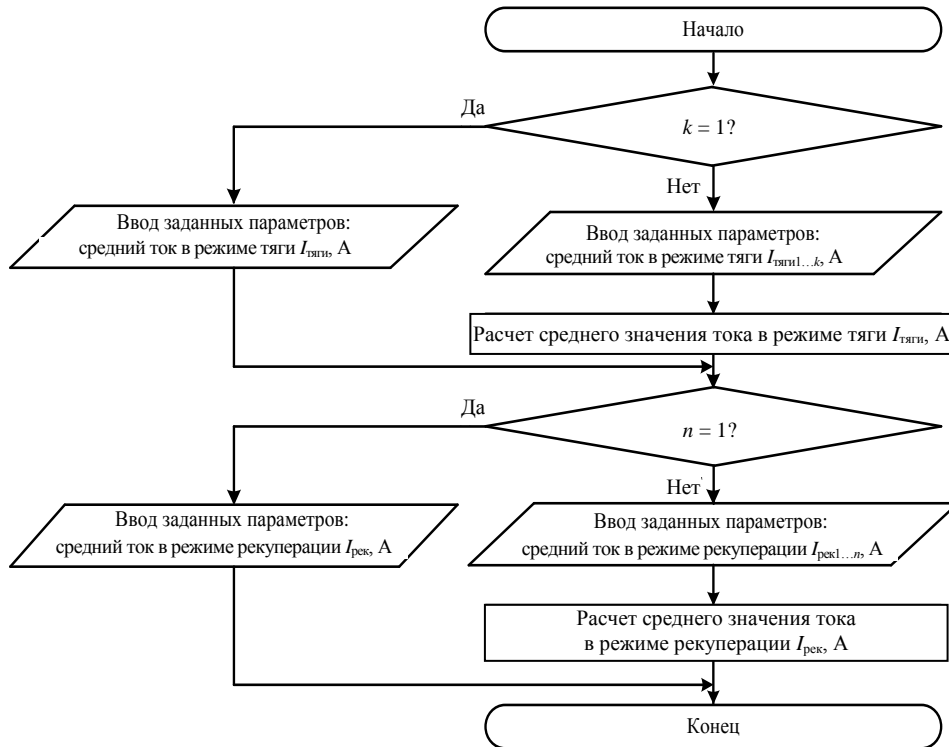 Начало
Да
k = 1?
Нет
Ввод заданных параметров:
средний ток в режиме тяги Iтяги, А
Ввод заданных параметров:
средний ток в режиме тяги Iтяги1…k, А
Расчет среднего значения тока в режиме тяги Iтяги, А
Да
n = 1?
Нет
Ввод заданных параметров:
средний ток в режиме рекуперации Iрек, А
Ввод заданных параметров:
средний ток в режиме рекуперации Iрек1…n, А
Расчет среднего значения тока
в режиме рекуперации Iрек, А
Конец